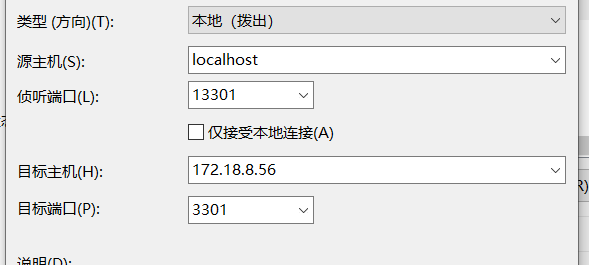 类型 (方向)(T): 本地（拨出）
源主机(S): localhost
侦听端口(L): 13301
仅接受本地连接(A)
目标主机(H): 172.18.8.56
R)
目标端口(P): 3301
说明(D):